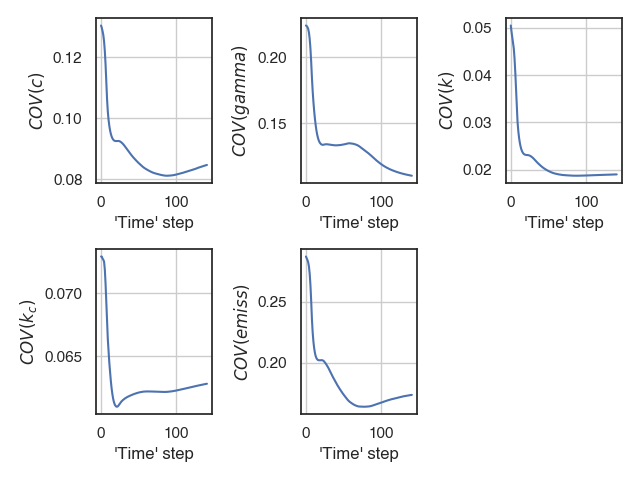 COV(c)
0.12
0.10
0.08
0
100
'Time' step
COV(gamma)
0.20
0.15
0
100
'Time' step
COV(k)
0.05
0.04
0.03
0.02
0
100
'Time' step
COV(k_c)
0.070
0.065
0
100
'Time' step
COV(emiss)
0.25
0.20
0
100
'Time' step